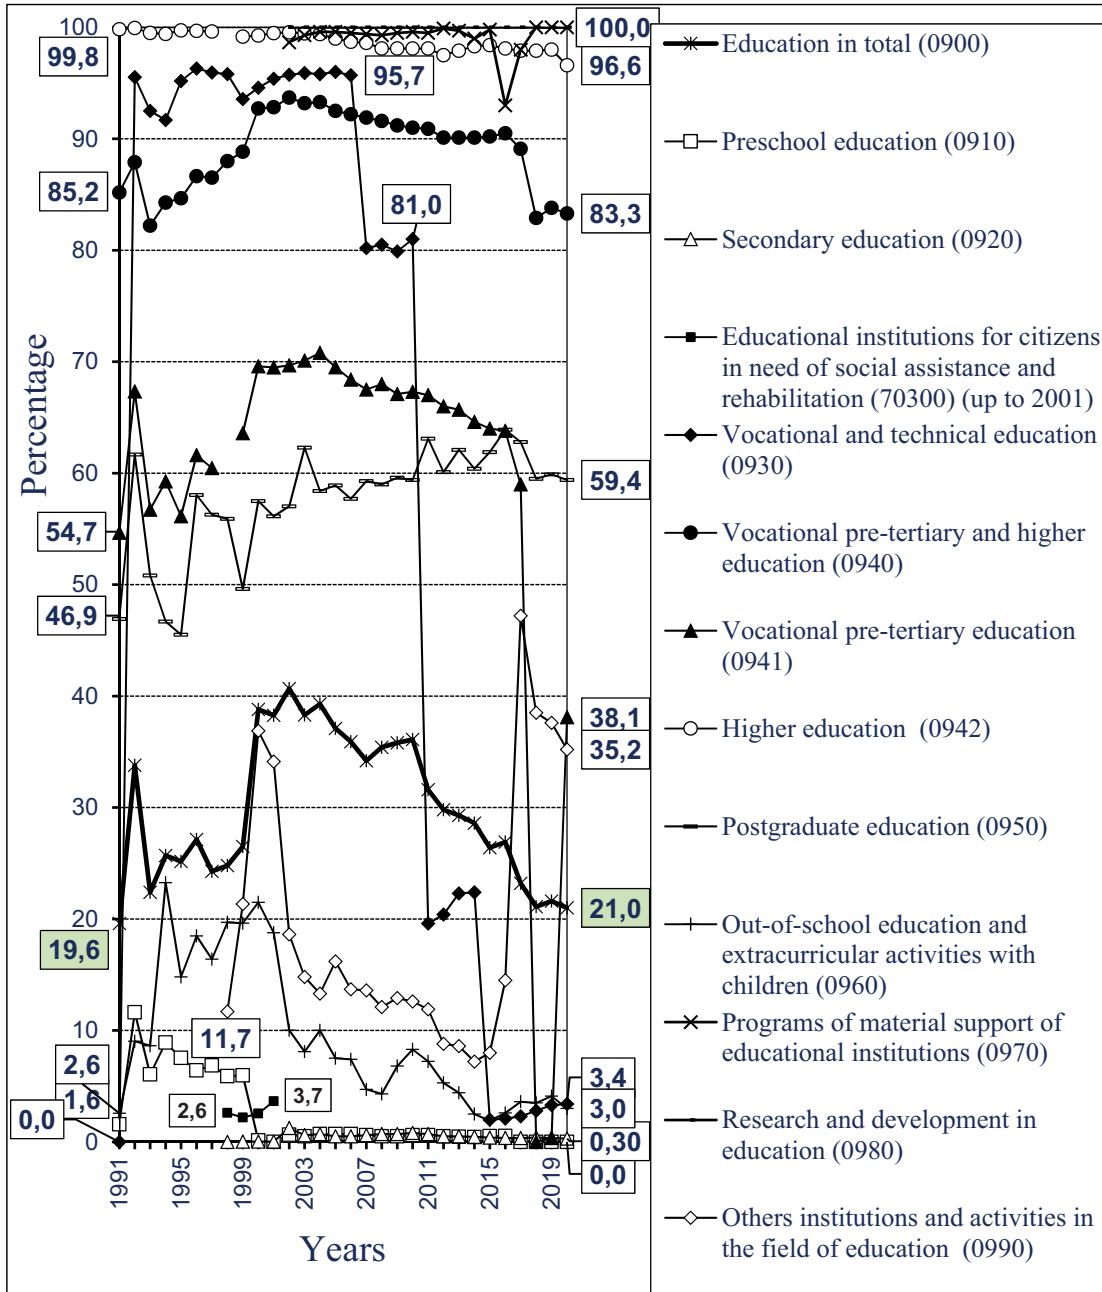 100
90
80
70
60
50
40
30
20
10
0
Percentage
99,8
85,2
54,7
46,9
19,6
2,6
1,6
0,0
95,7
81,0
11,7
2,6
3,7
100,0
96,6
83,3
59,4
38,1
35,2
21,0
3,4
3,0
0,30
0,0
1991
1995
1999
2003
2007
2011
2015
2019
Years
Education in total (0900)
Preschool education (0910)
Secondary education (0920)
Educational institutions for citizens
in need of social assistance and
rehabilitation (70300) (up to 2001)
Vocational and technical education
(0930)
Vocational pre-tertiary and higher
education (0940)
Vocational pre-tertiary education
(0941)
Higher education (0942)
Postgraduate education (0950)
Out-of-school education and
extracurricular activities with
children (0960)
Programs of material support of
educational institutions (0970)
Research and development in
education (0980)
Others institutions and activities in
the field of education (0990)